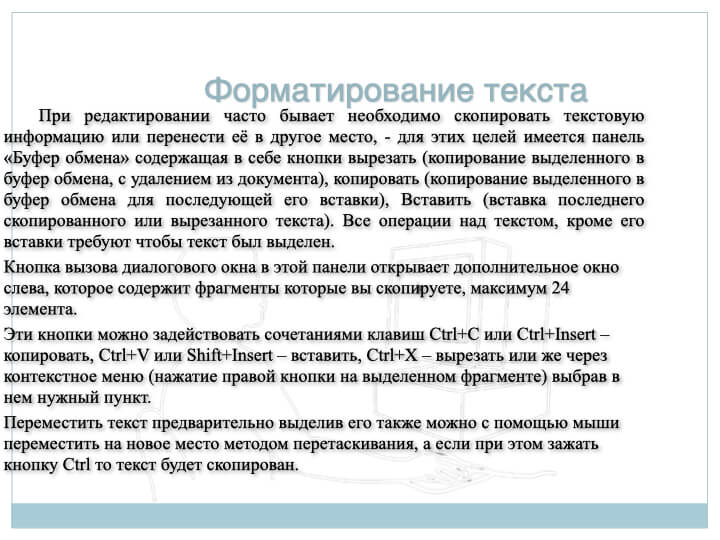 Форматирование текста
При редактировании часто бывает необходимо скопировать текстовую
информацию или перенести её в другое место, - для этих целей имеется панель
«Буфер обмена» содержащая в себе кнопки вырезать (копирование выделенного в
буфер обмена, с удалением из документа), копировать (копирование выделенного в
буфер обмена для последующей его вставки), Вставить (вставка последнего
скопированного или вырезанного текста). Все операции над текстом, кроме его
вставки требуют чтобы текст был выделен.
Кнопка вызова диалогового окна в этой панели открывает дополнительное окно
слева, которое содержит фрагменты которые вы скопируете, максимум 24
элемента.
Эти кнопки можно задействовать сочетаниями клавиш Ctrl+C или Ctrl+Insert –
копировать, Ctrl+V или Shift+Insert – вставить, Ctrl+X – вырезать или же через
контекстное меню (нажатие правой кнопки на выделенном фрагменте) выбрав в
нем нужный пункт.
Переместить текст предварительно выделив его также можно с помощью мыши
переместить на новое место методом перетаскивания, а если при этом зажать
кнопку Ctrl то текст будет скопирован.